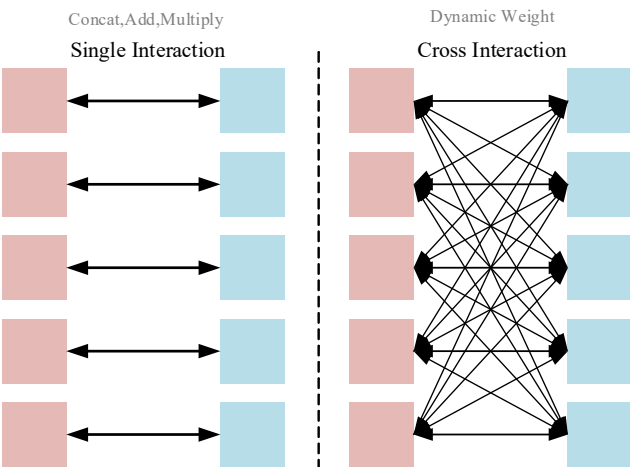 Concat,Add,Multiply
Single Interaction
Dynamic Weight
Cross Interaction